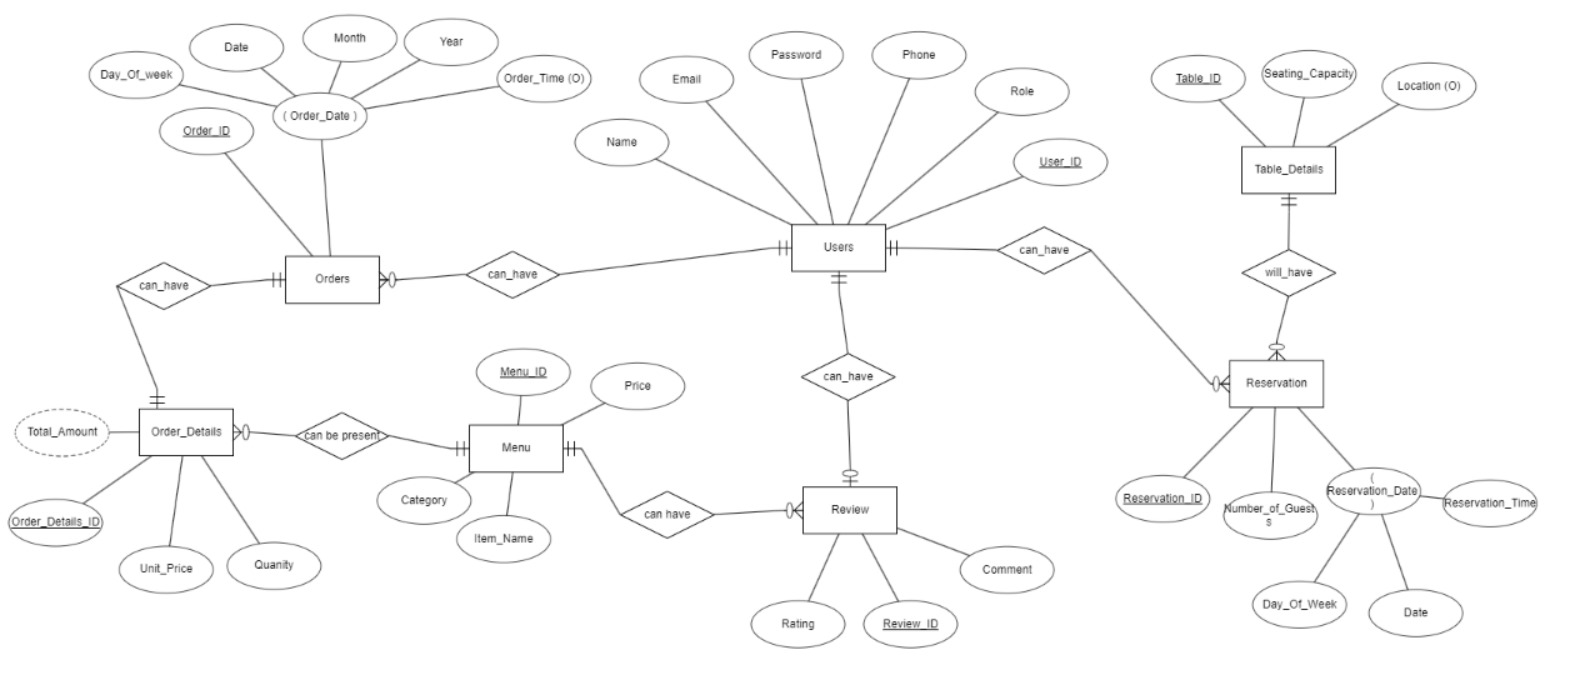 Month
Year
Date
Day_Of_week
Order_Time (O)
( Order_Date )
Order_ID
Password
Phone
Email
Role
Name
User_ID
Table_ID
Seating_Capacity
Location (O)
Table_Details
Users
can_have
Orders
can_have
can_have
will_have
can_have
Reservation
Menu_ID
Price
Total_Amount
Order_Details
can be present
Menu
Category
Item_Name
can have
Review
Order_Details_ID
Unit_Price
Quanity
Comment
Rating
Review_ID
Reservation_ID
Number_of_Guest
s
(
Reservation_Date
)
Reservation_Time
Day_Of_Week
Date